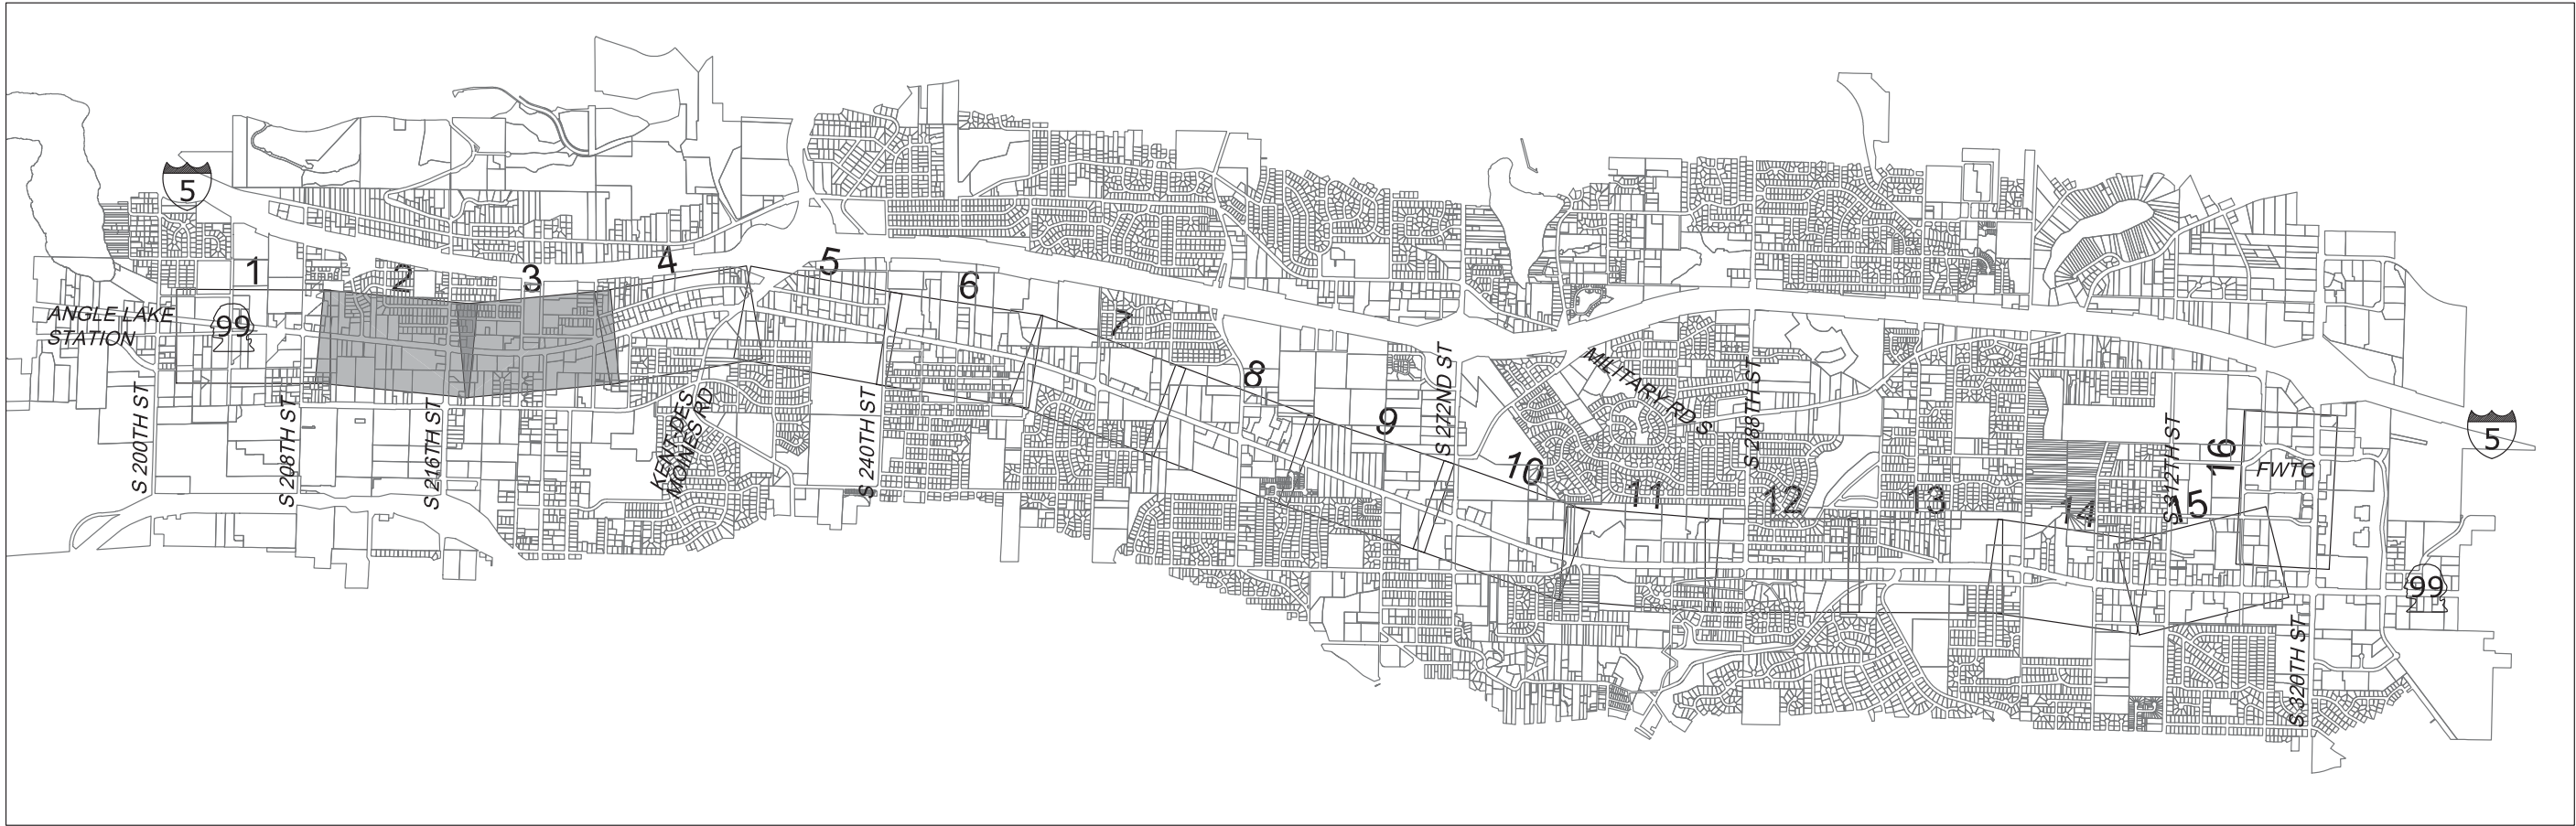 5
1
2
3
4
5
6
7
8
9
10
11
12
13
14
15
16
ANGLE LAKE
STATION
99
S 200TH ST
S 208TH ST
S 216TH ST
KENT-DES
MOINES RD
S 240TH ST
S 272ND ST
MILITARY RD S
S 288TH ST
S 312TH ST
FWTC
S 320TH ST
5
99